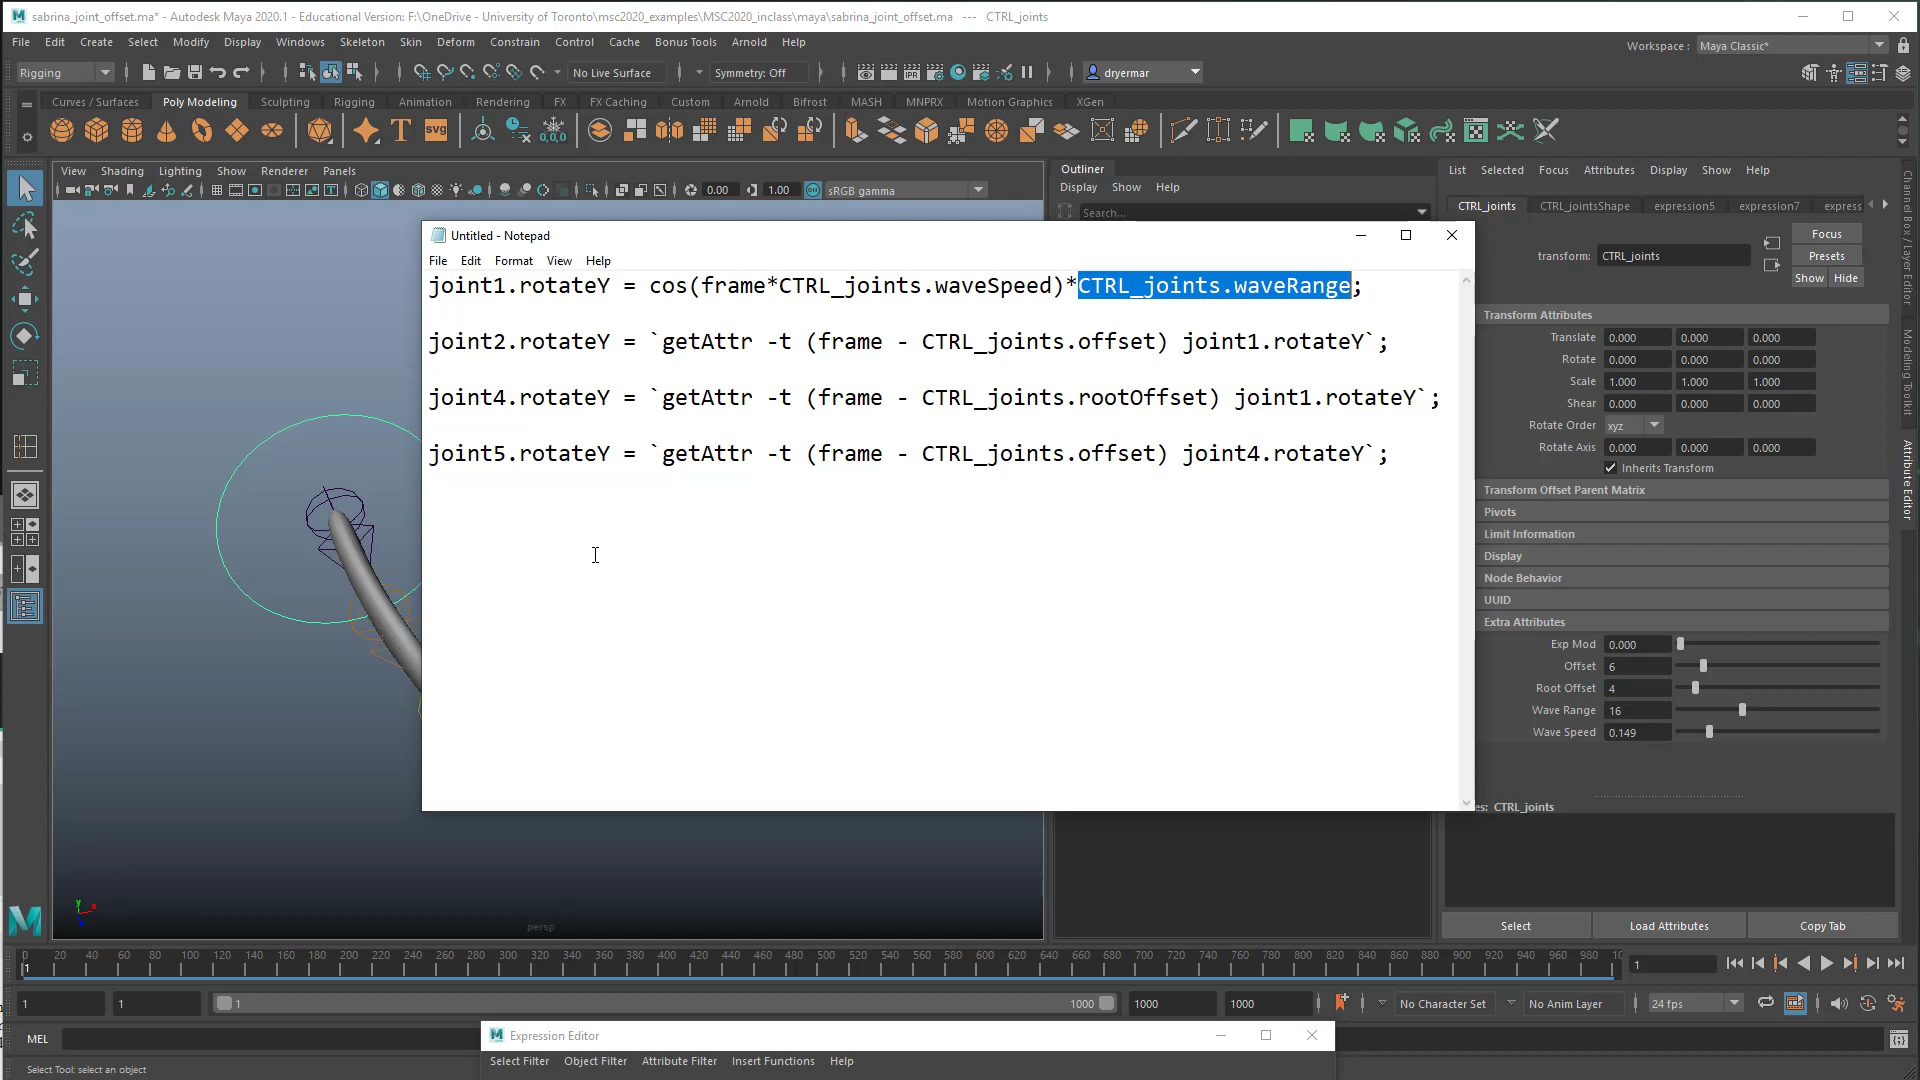 sabrina_joint_offset.ma* - Autodesk Maya 2020.1 - Educational Version: F:\OneDrive - University of Toronto\msc2020_examples\MSC2020_inclass\maya\sabrina_joint_offset.ma --- CTRL_joints
File Edit Create Select Modify Display Windows Skeleton Skin Deform Constrain Control Cache Bonus Tools Arnold Help
Workspace : Maya Classic*
Rigging No Live Surface Symmetry: Off dryermar
Curves / Surfaces Poly Modeling Sculpting Rigging Animation Rendering FX FX Caching Custom Arnold Bifrost MASH MNPRX Motion Graphics XGen
View Shading Lighting Show Renderer Panels
0.00 1.00 sRGB gamma
Outliner
Display Show Help
Search...
List Selected Focus Attributes Display Show Help
CTRL_joints CTRL_jointsShape expression5 expression7 express
transform: CTRL_joints
Focus
Presets
Show Hide
Untitled - Notepad
File Edit Format View Help
joint1.rotateY = cos(frame*CTRL_joints.waveSpeed)*CTRL_joints.waveRange;
joint2.rotateY = `getAttr -t (frame - CTRL_joints.offset) joint1.rotateY`;
joint4.rotateY = `getAttr -t (frame - CTRL_joints.rootOffset) joint1.rotateY`;
joint5.rotateY = `getAttr -t (frame - CTRL_joints.offset) joint4.rotateY`;
Transform Attributes
Translate 0.000 0.000 0.000
Rotate 0.000 0.000 0.000
Scale 1.000 1.000 1.000
Shear 0.000 0.000 0.000
Rotate Order xyz
Rotate Axis 0.000 0.000 0.000
Inherits Transform
Transform Offset Parent Matrix
Pivots
Limit Information
Display
Node Behavior
UUID
Extra Attributes
Exp Mod 0.000
Offset 6
Root Offset 4
Wave Range 16
Wave Speed 0.149
es: CTRL_joints
Select Load Attributes Copy Tab
Channel Box / Layer Editor
Modeling Toolkit
Attribute Editor
y x
persp
0 20 40 60 80 100 120 140 160 180 200 220 240 260 280 300 320 340 360 380 400 420 440 460 480 500 520 540 560 580 600 620 640 660 680 700 720 740 760 780 800 820 840 860 880 900 920 940 960 980 10
1 1
1 1 1 1000 1000 1000 No Character Set No Anim Layer 24 fps
MEL
Expression Editor
Select Filter Object Filter Attribute Filter Insert Functions Help
Select Tool: select an object